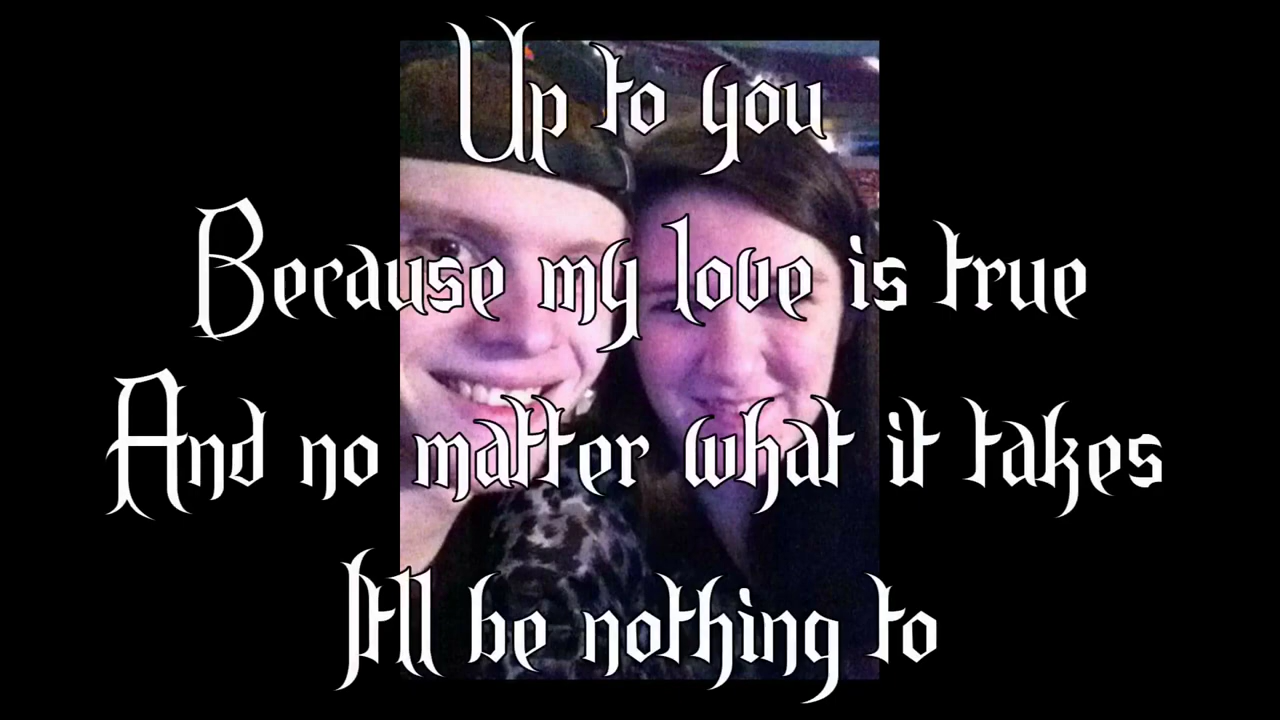 Up to you
Because my love is true
And no matter what it takes
It'll be nothing to